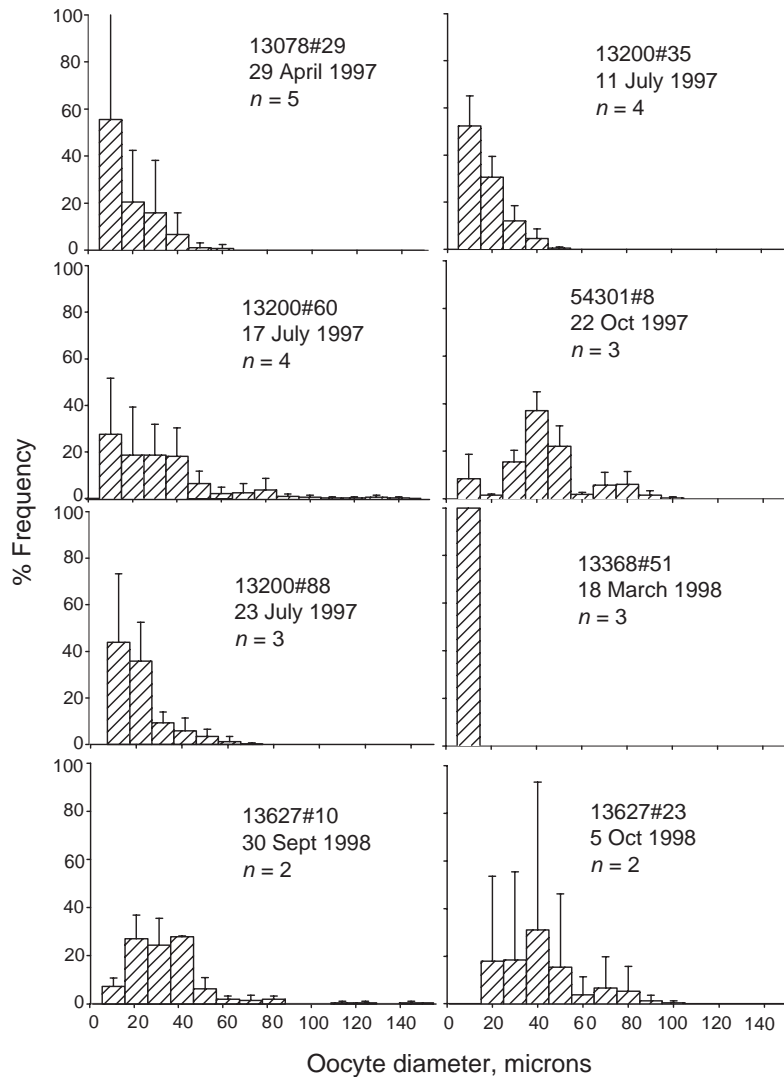 100
80
60
40
20
0
13078#29
29 April 1997
n = 5
13200#35
11 July 1997
n = 4
100
80
60
40
20
0
13200#60
17 July 1997
n = 4
54301#8
22 Oct 1997
n = 3
% Frequency
100
80
60
40
20
0
13200#88
23 July 1997
n = 3
13368#51
18 March 1998
n = 3
100
80
60
40
20
0
13627#10
30 Sept 1998
n = 2
13627#23
5 Oct 1998
n = 2
0 20 40 60 80 100 120 140
20 40 60 80 100 120 140
Oocyte diameter, microns